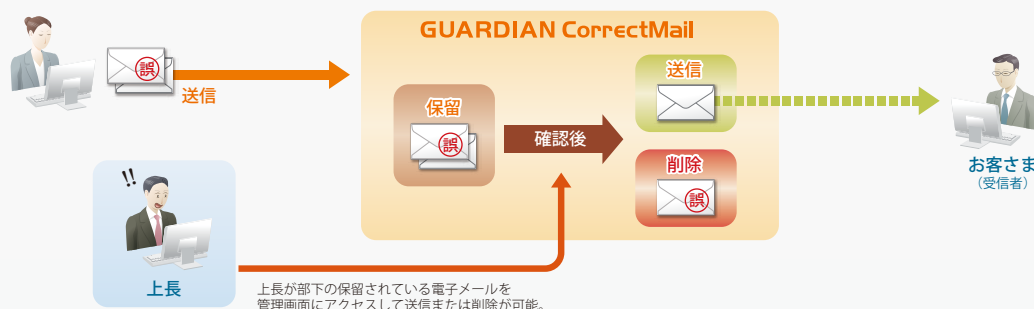 GUARDIAN CorrectMail
誤
送信
保留
誤
確認後
送信
削除
誤
お客さま
(受信者)
!!
上長
上長が部下の保留されている電子メールを
管理画面にアクセスして送信または削除が可能。